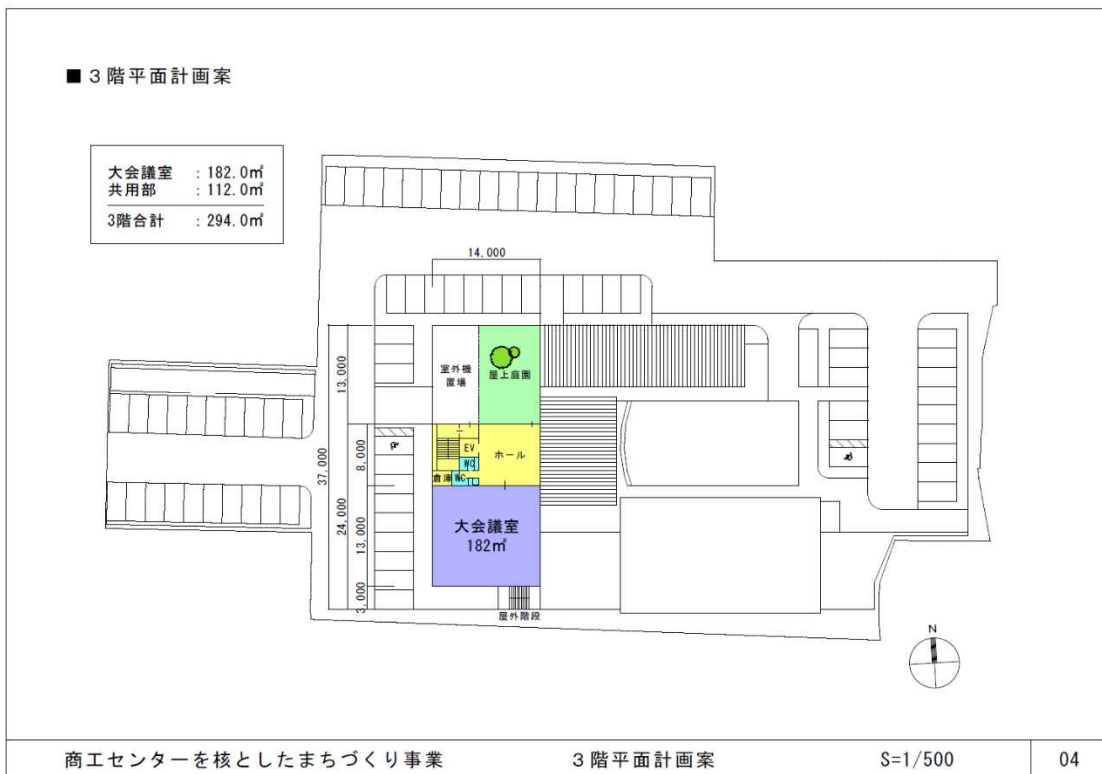 ■３階平面計画案
大会議室 : 182.0㎡
共用部 : 112.0㎡
3階合計 : 294.0㎡
14,000
13,000
8,000
37,000
24,000
13,000
3,000
室外機
置場
屋上庭園
EV
ホール
WC
倉庫
WC
大会議室
182㎡
屋外階段
N
商工センターを核としたまちづくり事業
３階平面計画案
S=1/500
04